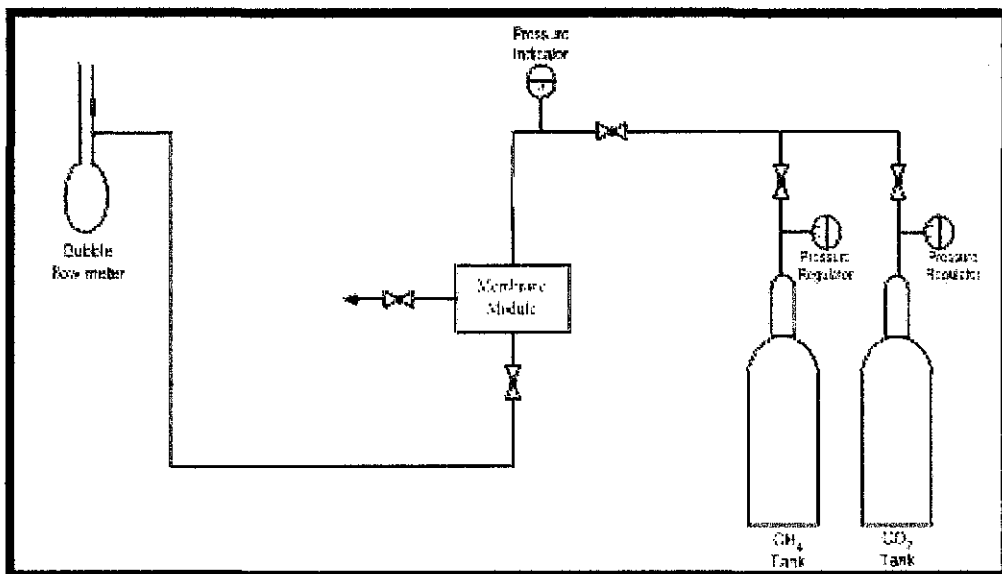 Pressure
Indicator
Bubble
flow meter
Membrane
Module
Pressure
Regulator
Pressure
Regulator
CH4
Tank
CO2
Tank